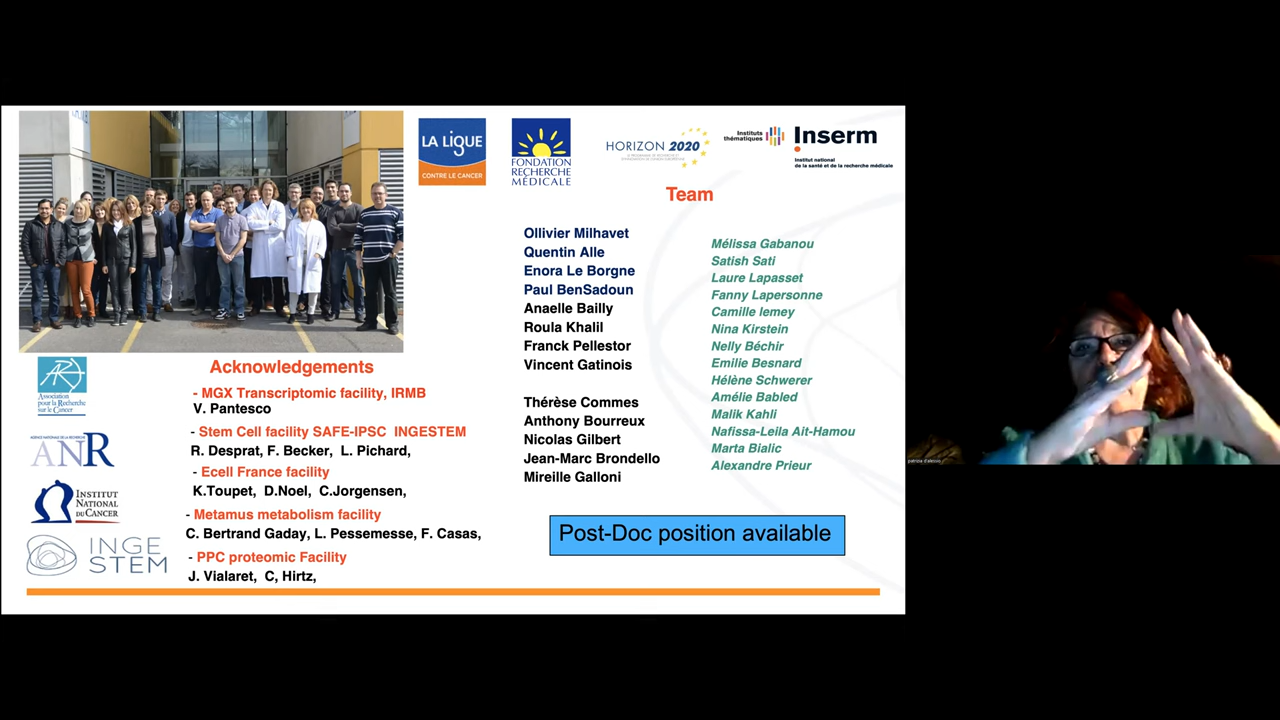 LA LIGUE
CONTRE LE CANCER
FONDATION
RECHERCHE
MÉDICALE
HORIZON 2020
Instituts
thématiques
Inserm
Institut national
de la santé et de la recherche médicale
Team
Ollivier Milhavet
Quentin Alle
Enora Le Borgne
Paul BenSadoun
Anaelle Bailly
Roula Khalil
Franck Pellestor
Vincent Gatinois
Thérèse Commes
Anthony Bourreux
Nicolas Gilbert
Jean-Marc Brondello
Mireille Galloni
Mélissa Gabanou
Satish Sati
Laure Lapasset
Fanny Lapersonne
Camille lemey
Nina Kirstein
Nelly Béchir
Emilie Besnard
Hélène Schwerer
Amélie Babled
Malik Kahli
Nafissa-Leila Ait-Hamou
Marta Bialic
Alexandre Prieur
Post-Doc position available
Acknowledgements
- MGX Transcriptomic facility, IRMB
V. Pantesco
- Stem Cell facility SAFE-IPSC INGESTEM
R. Desprat, F. Becker, L. Pichard,
- Ecell France facility
K.Toupet, D.Noel, C.Jorgensen,
- Metamus metabolism facility
C. Bertrand Gaday, L. Pessemesse, F. Casas,
- PPC proteomic Facility
J. Vialaret, C, Hirtz,
Association
pour la Recherche
sur le Cancer
AGENCE NATIONALE DE LA RECHERCHE
ANR
INSTITUT
NATIONAL
DU CANCER
INGE
STEM